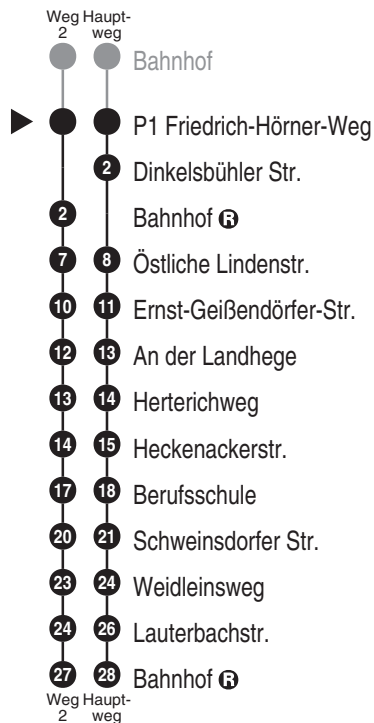 Weg Haupt-
2 weg
Bahnhof
P1 Friedrich-Hörner-Weg
2 Dinkelsbühler Str.
2 Bahnhof R
7 8 Östliche Lindenstr.
10 11 Ernst-Geißendörfer-Str.
12 13 An der Landhege
13 14 Herterichweg
14 15 Heckenackerstr.
17 18 Berufsschule
20 21 Schweinsdorfer Str.
23 24 Weidleinsweg
24 26 Lauterbachstr.
27 28 Bahnhof R
Weg Haupt-
2 weg